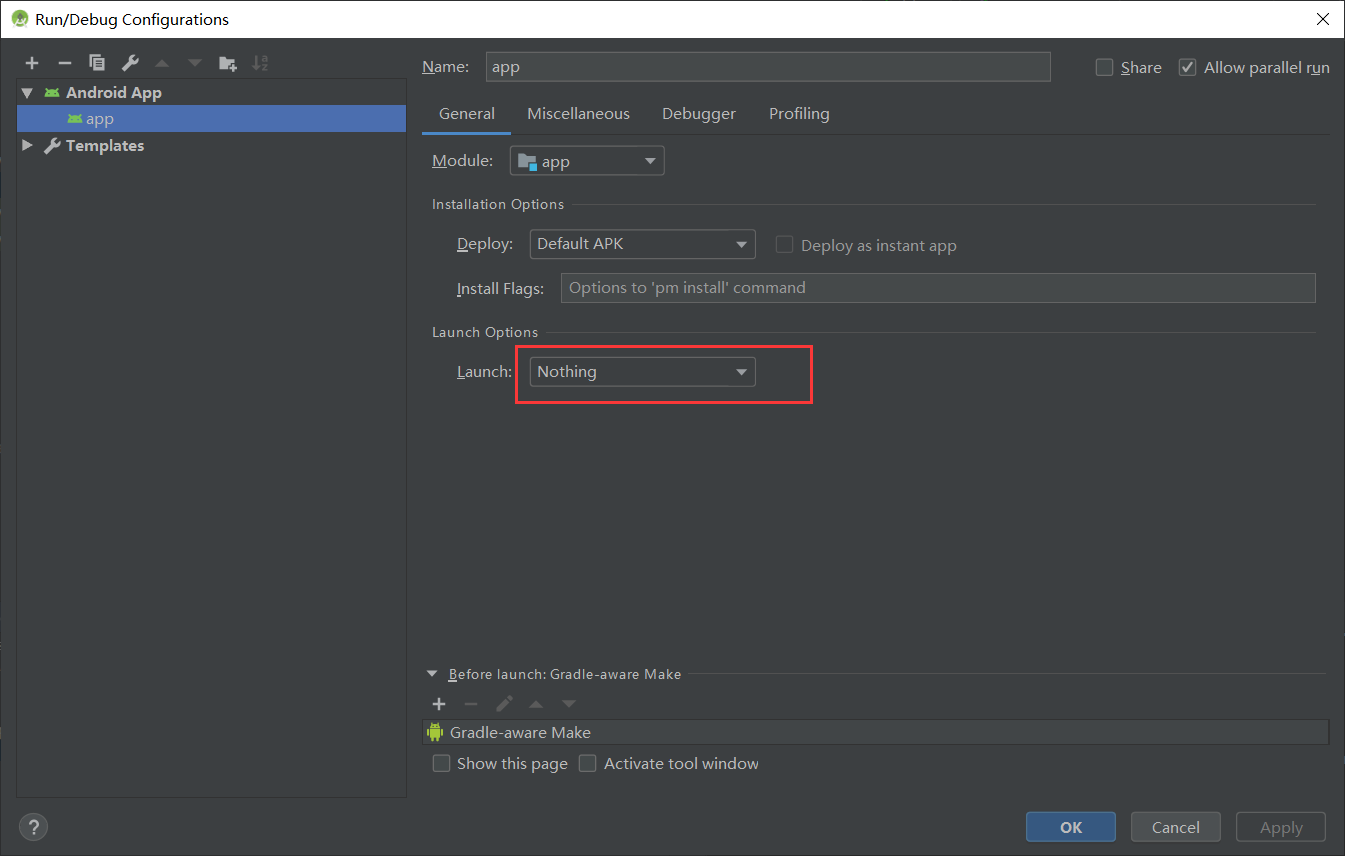 Run/Debug Configurations
Android App
app
Templates
Name: app
Share
Allow parallel run
General Miscellaneous Debugger Profiling
Module: app
Installation Options
Deploy: Default APK Deploy as instant app
Install Flags: Options to 'pm install' command
Launch Options
Launch: Nothing
Before launch: Gradle-aware Make
Gradle-aware Make
Show this page Activate tool window
? OK Cancel Apply